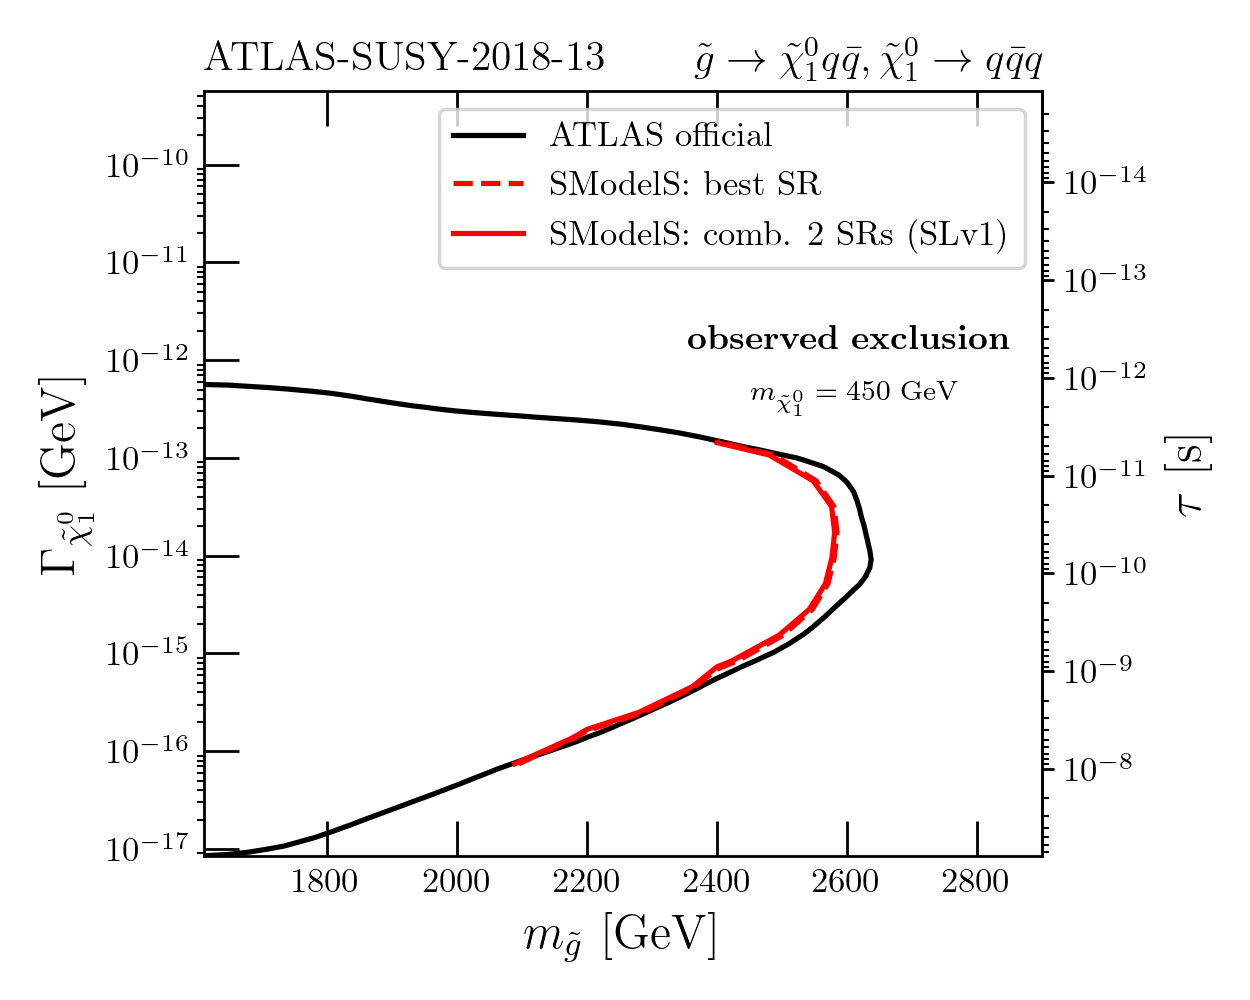 ATLAS-SUSY-2018-13
g̃ → χ̃₁⁰qq̄, χ̃₁⁰ → qq̄q
ATLAS official
SModelS: best SR
SModelS: comb. 2 SRs (SLv1)
observed exclusion
m_χ̃₁⁰ = 450 GeV
Γ_χ̃₁⁰ [GeV]
10⁻¹⁰
10⁻¹¹
10⁻¹²
10⁻¹³
10⁻¹⁴
10⁻¹⁵
10⁻¹⁶
10⁻¹⁷
10⁻¹⁴
10⁻¹³
10⁻¹²
10⁻¹¹
10⁻¹⁰
10⁻⁹
10⁻⁸
τ [s]
1800 2000 2200 2400 2600 2800
m_g̃ [GeV]